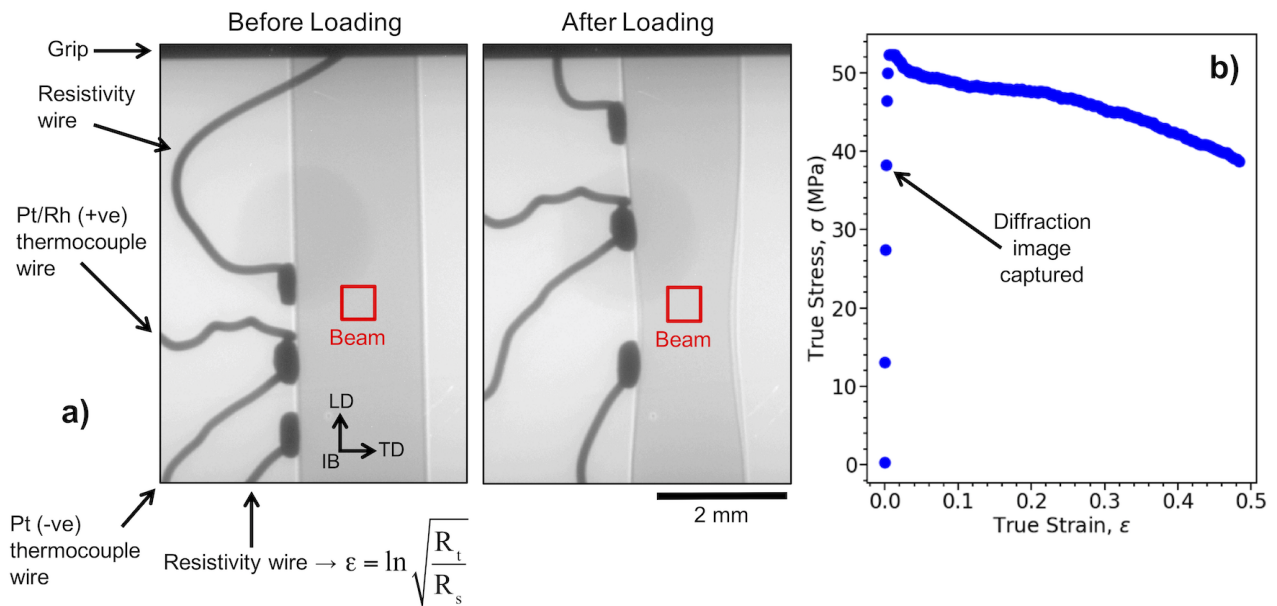 Before Loading
After Loading
Grip
Resistivity
wire
Pt/Rh (+ve)
thermocouple
wire
Beam
a)
LD
TD
IB
Pt (-ve)
thermocouple
wire
Resistivity wire → ε = ln √(R_t / R_s)
Beam
2 mm
b)
True Stress, σ (MPa)
50
40
30
20
10
0
Diffraction
image
captured
0.0 0.1 0.2 0.3 0.4 0.5
True Strain, ε